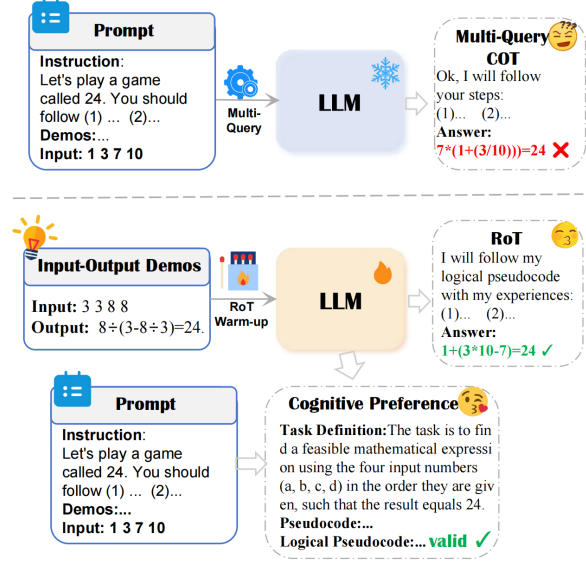 Prompt
Instruction:
Let's play a game
called 24. You should
follow (1) ... (2)...
Demos:...
Input: 1 3 7 10
Multi-
Query
LLM
Multi-Query
COT
Ok, I will follow
your steps:
(1)... (2)...
Answer:
7*(1+(3/10)))=24
Input-Output Demos
Input: 3 3 8 8
Output: 8÷(3-8÷3)=24.
RoT
Warm-up
LLM
RoT
I will follow my
logical pseudocode
with my experiences:
(1)... (2)...
Answer:
1+(3*10-7)=24 ✓
Prompt
Instruction:
Let's play a game
called 24. You should
follow (1) ... (2)...
Demos:...
Input: 1 3 7 10
Cognitive Preference
Task Definition:The task is to fin
d a feasible mathematical expressi
on using the four input numbers
(a, b, c, d) in the order they are giv
en, such that the result equals 24.
Pseudocode:...
Logical Pseudocode:... valid ✓